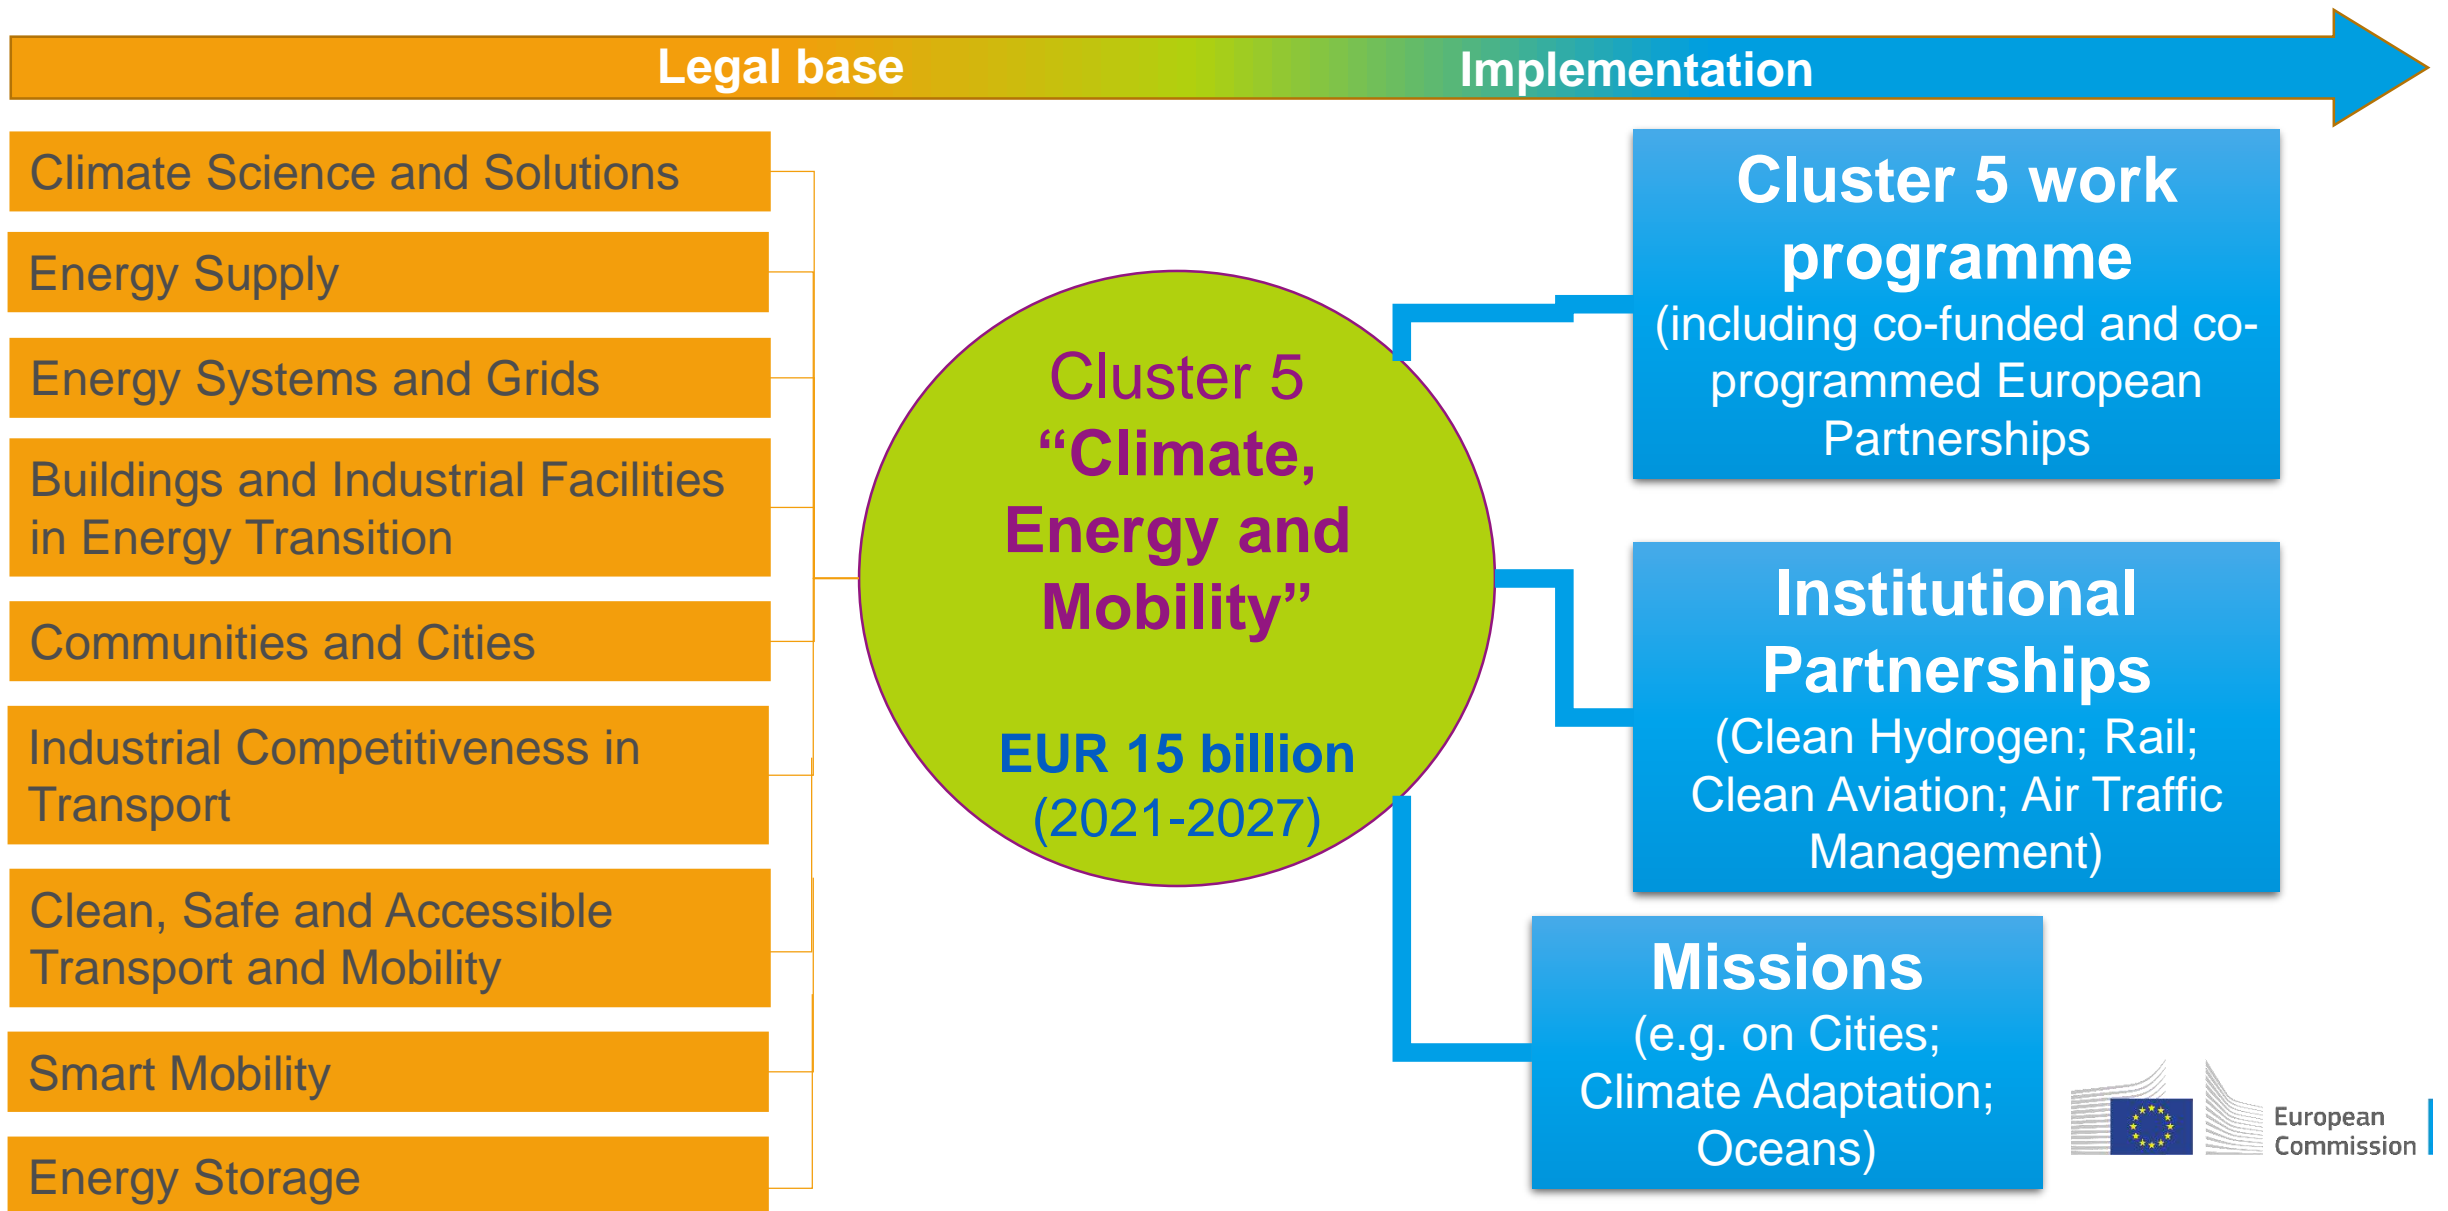 Legal base
Implementation
Climate Science and Solutions
Energy Supply
Energy Systems and Grids
Buildings and Industrial Facilities
in Energy Transition
Communities and Cities
Industrial Competitiveness in
Transport
Clean, Safe and Accessible
Transport and Mobility
Smart Mobility
Energy Storage
Cluster 5
“Climate,
Energy and
Mobility”
EUR 15 billion
(2021-2027)
Cluster 5 work
programme
(including co-funded and co-
programmed European
Partnerships
Institutional
Partnerships
(Clean Hydrogen; Rail;
Clean Aviation; Air Traffic
Management)
Missions
(e.g. on Cities;
Climate Adaptation;
Oceans)
European
Commission